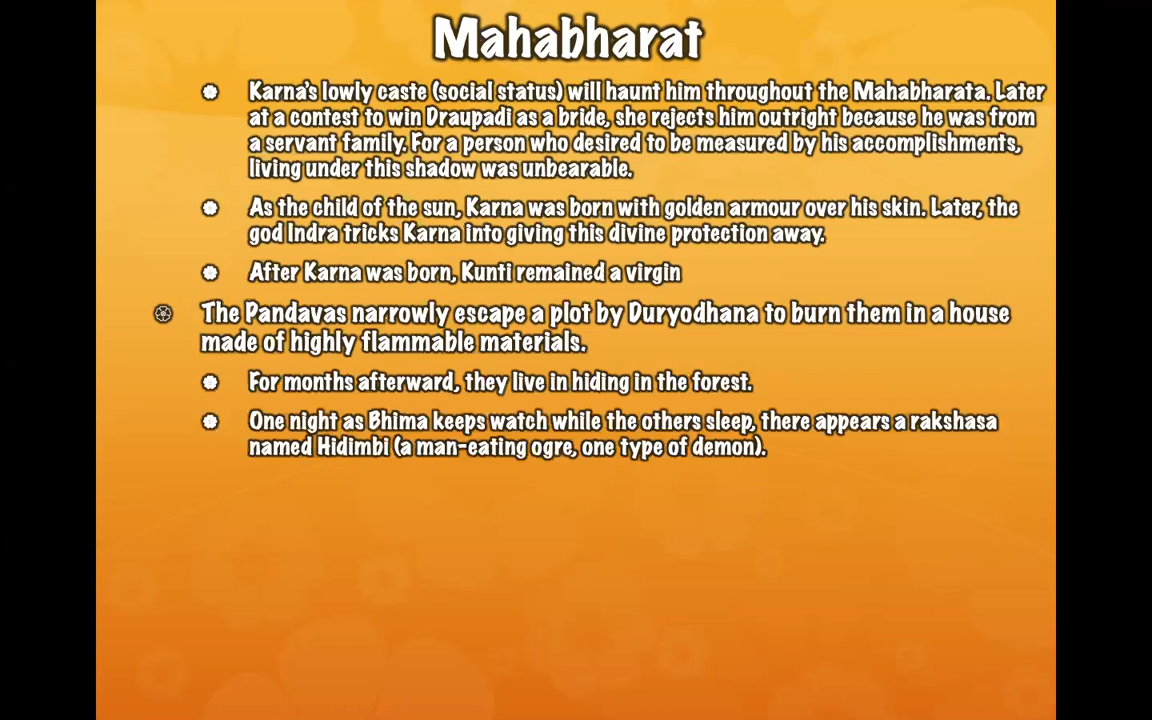 Mahabharat
Karna's lowly caste (social status) will haunt him throughout the Mahabharata. Later
at a contest to win Draupadi as a bride, she rejects him outright because he was from
a servant family. For a person who desired to be measured by his accomplishments,
living under this shadow was unbearable.
As the child of the sun, Karna was born with golden armour over his skin. Later, the
god Indra tricks Karna into giving this divine protection away.
After Karna was born, Kunti remained a virgin
The Pandavas narrowly escape a plot by Duryodhana to burn them in a house
made of highly flammable materials.
For months afterward, they live in hiding in the forest.
One night as Bhima keeps watch while the others sleep, there appears a rakshasa
named Hidimbi (a man-eating ogre, one type of demon).